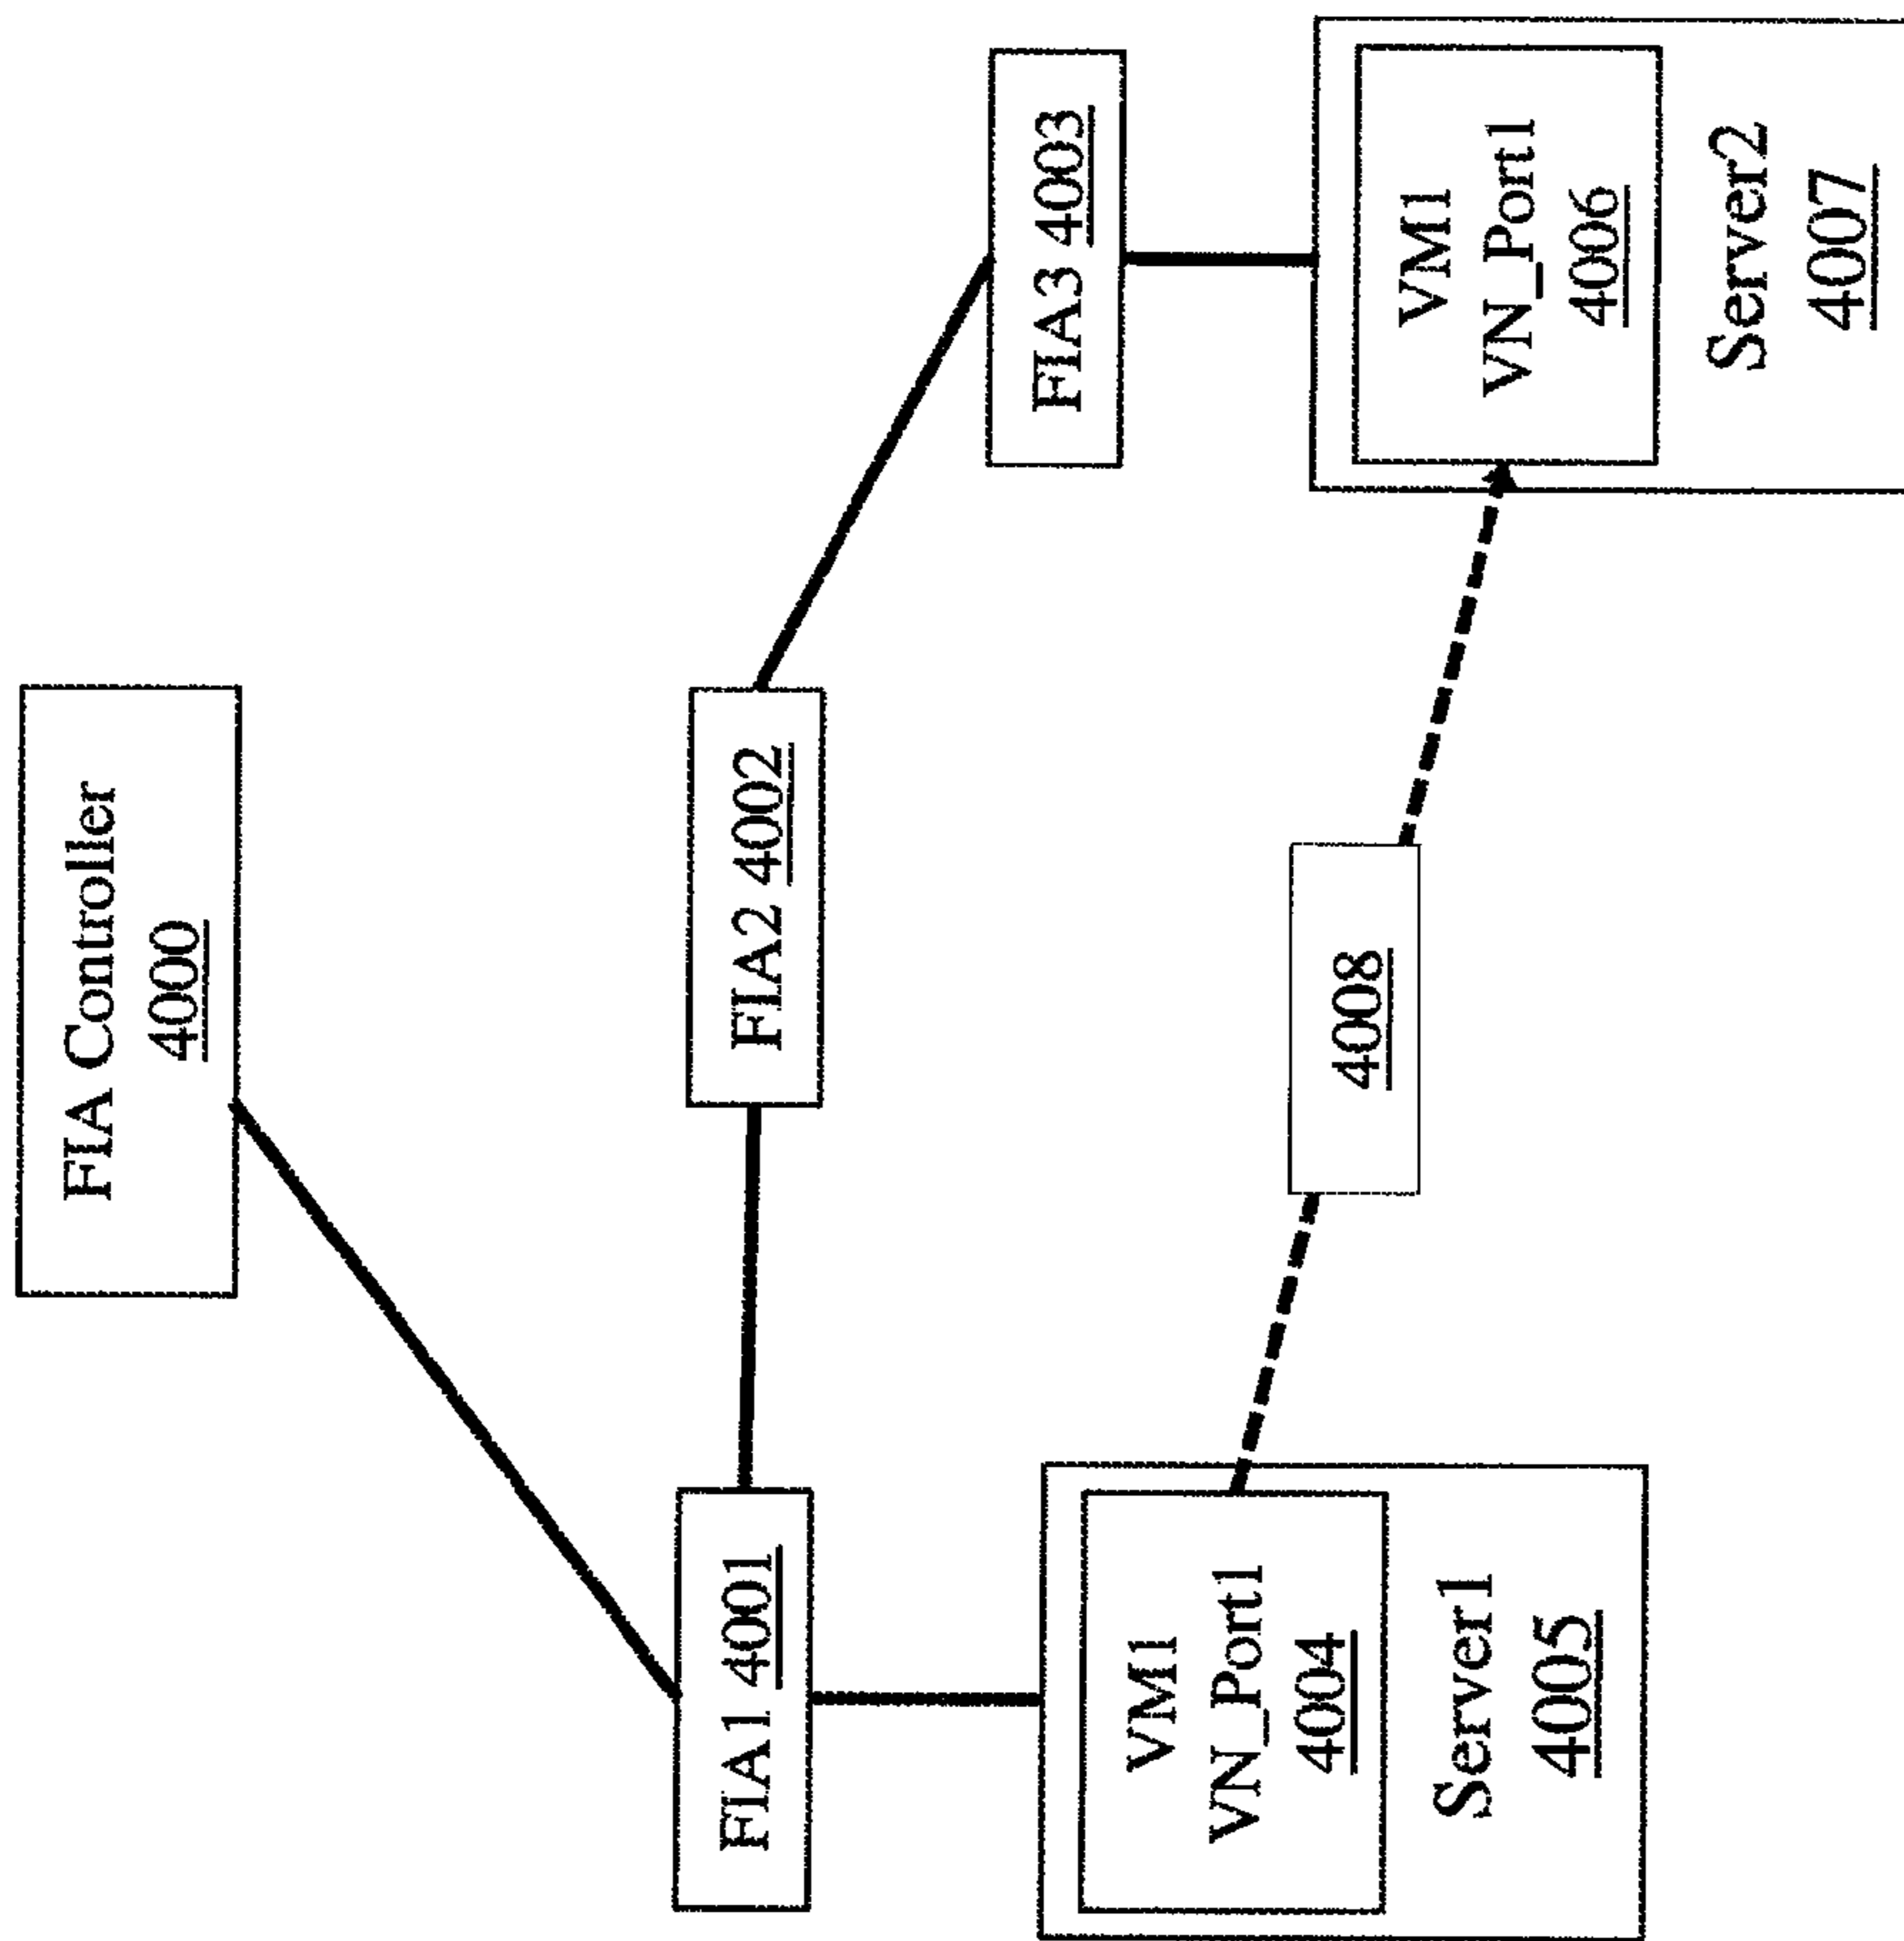 FIA Controller
4000
FIA1 4001
FIA2 4002
FIA3 4003
VM1
VN_Port1
4004
Server1
4005
4008
VM1
VN_Port1
4006
Server2
4007